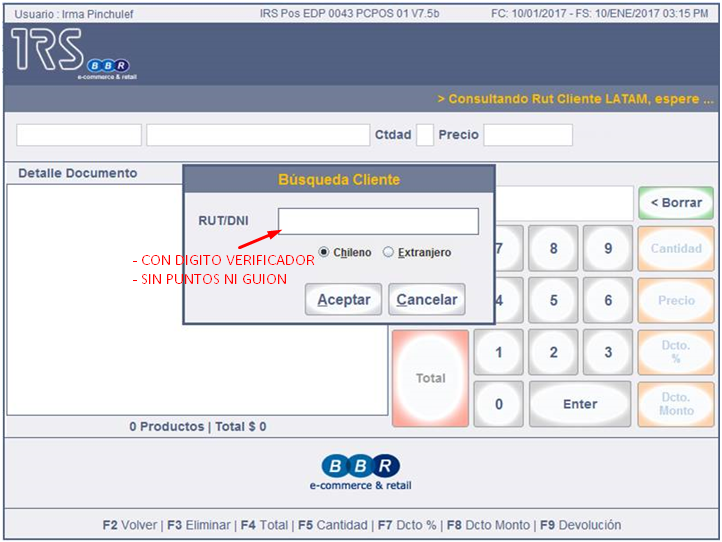 Usuario : Irma Pinchulef IRS Pos EDP 0043 PCPOS 01 V7.5b FC: 10/01/2017 - FS: 10/ENE/2017 03:15 PM
IRS
BBR
e-commerce & retail
> Consultando Rut Cliente LATAM, espere ...
Ctdad Precio
Detalle Documento
Búsqueda Cliente
RUT/DNI
Chileno Extranjero
- CON DIGITO VERIFICADOR
- SIN PUNTOS NI GUION
Aceptar Cancelar
< Borrar
7 8 9 Cantidad
4 5 6 Precio
Total 1 2 3 Dcto. %
0 Enter Dcto. Monto
0 Productos | Total $ 0
BBR
e-commerce & retail
F2 Volver | F3 Eliminar | F4 Total | F5 Cantidad | F7 Dcto % | F8 Dcto Monto | F9 Devolución